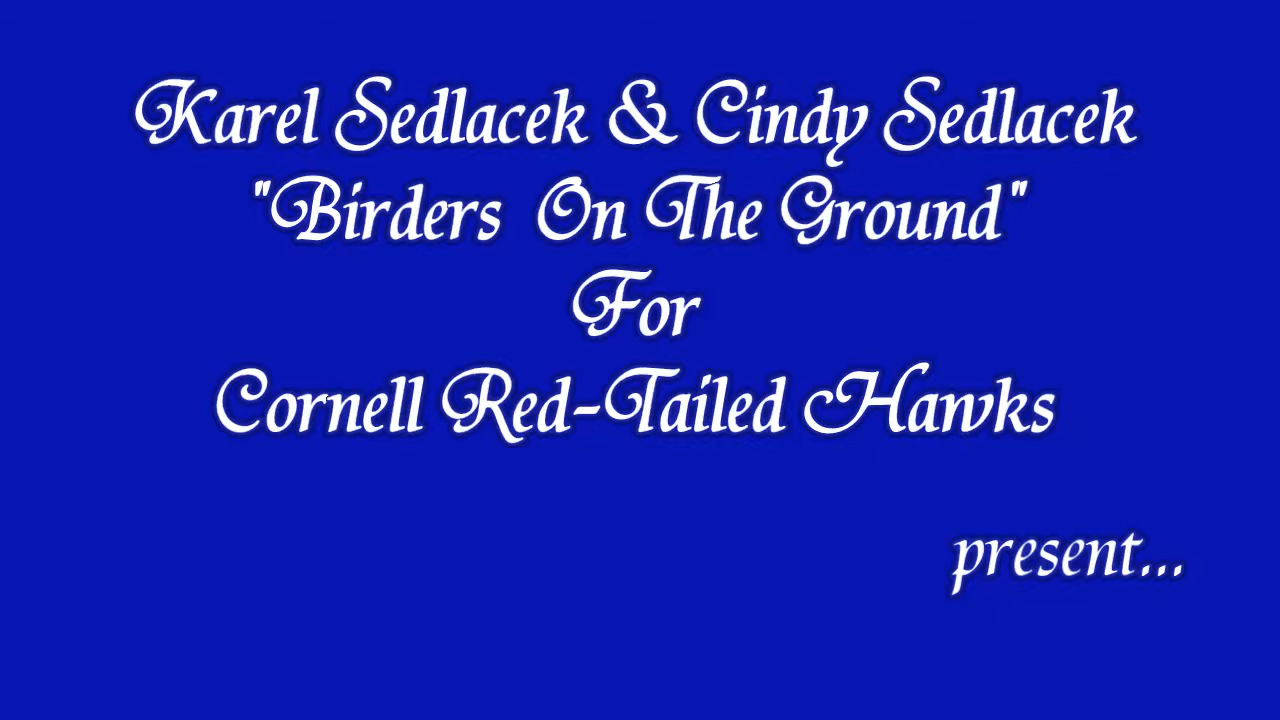 Karel Sedlacek & Cindy Sedlacek
"Birders On The Ground"
For
Cornell Red-Tailed Hawks
present...